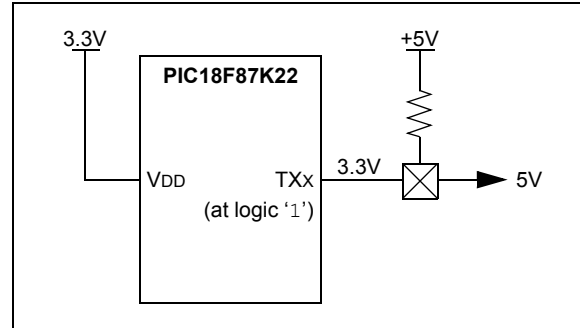 3.3V
+5V
PIC18F87K22
VDD
TXX
3.3V
5V
(at logic ‘1’)